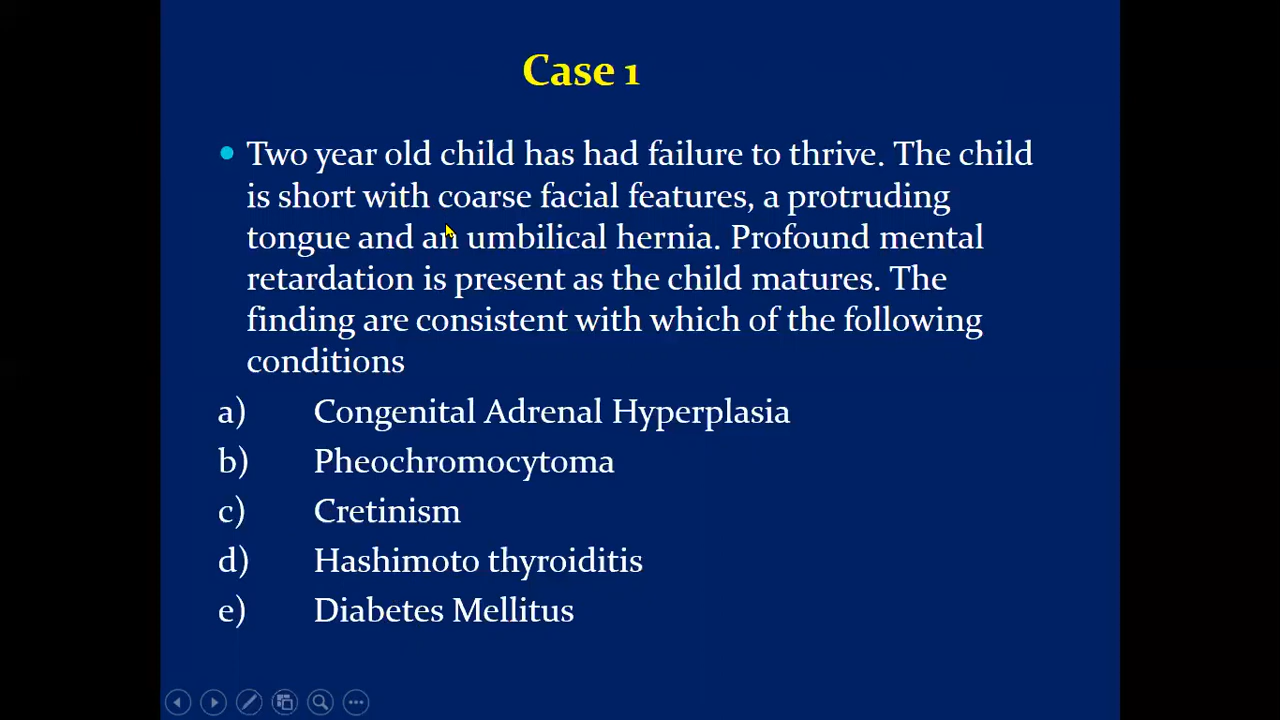 Case 1
• Two year old child has had failure to thrive. The child
is short with coarse facial features, a protruding
tongue and an umbilical hernia. Profound mental
retardation is present as the child matures. The
finding are consistent with which of the following
conditions
a) Congenital Adrenal Hyperplasia
b) Pheochromocytoma
c) Cretinism
d) Hashimoto thyroiditis
e) Diabetes Mellitus